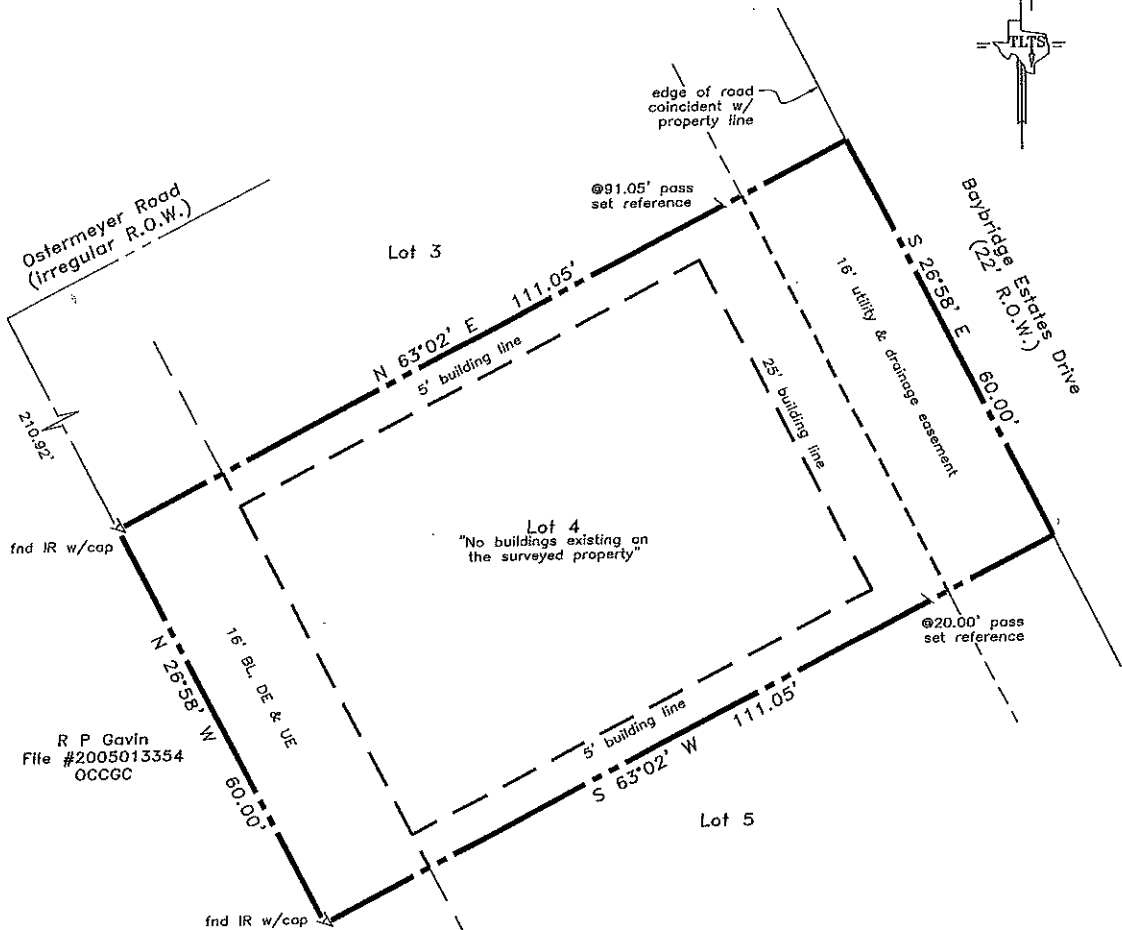 TLTS
edge of road
coincident w/
property line
Ostermeyer Road
(irregular R.O.W.)
@91.05' pass
set reference
Lot 3
Baybridge Estates Drive
(22' R.O.W.)
N 63°02' E 111.05'
5' building line
S 26°58' E 60.00'
16' utility & drainage easement
25' building line
210.92'
Lot 4
"No buildings existing on
the surveyed property"
fnd IR w/cap
@20.00' pass
set reference
16' BL, DE & UE
N 26°58' W 60.00'
R P Gavin
File #2005013354
OCCGC
5' building line
S 63°02' W 111.05'
Lot 5
fnd IR w/cap